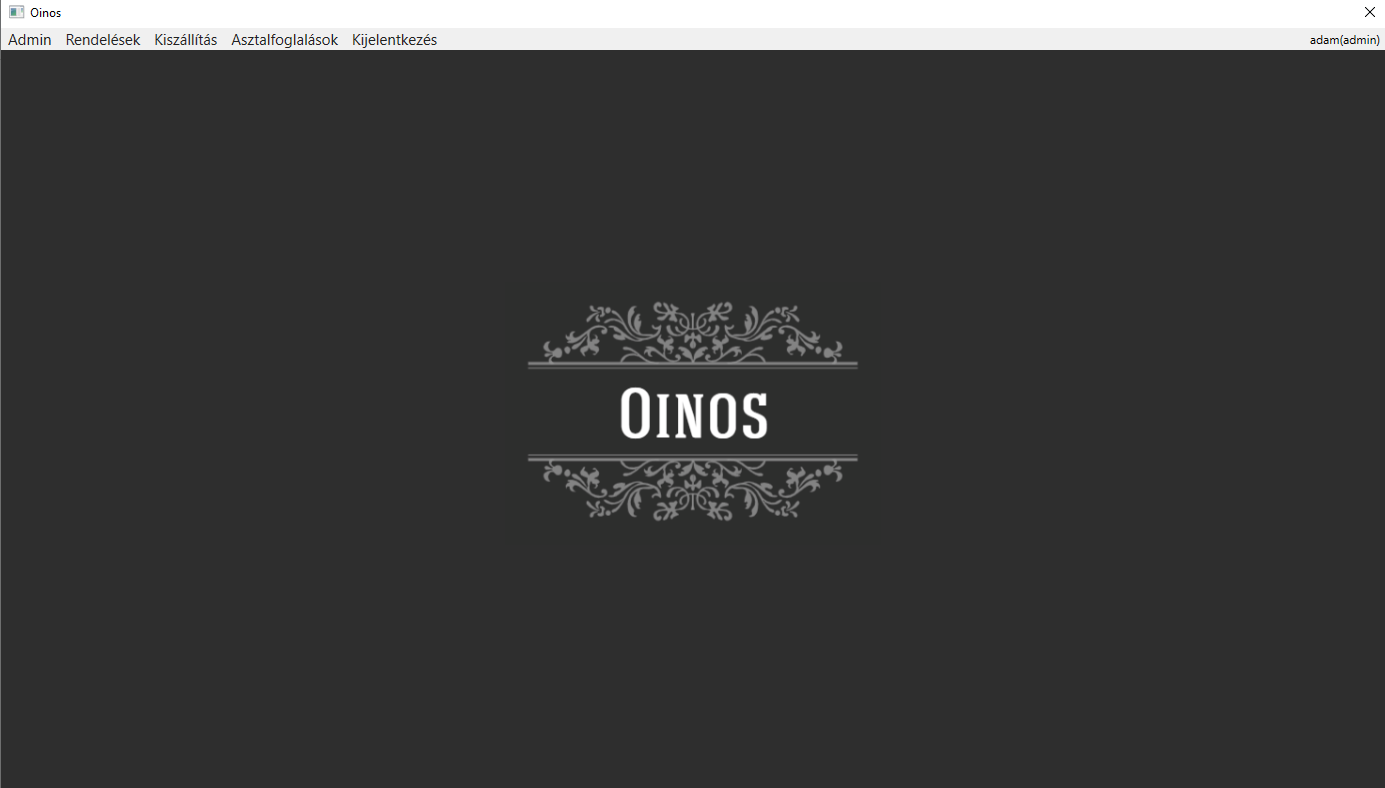 Oinos
Admin Rendelések Kiszállítás Asztalfoglalások Kijelentkezés adam(admin)
OINOS